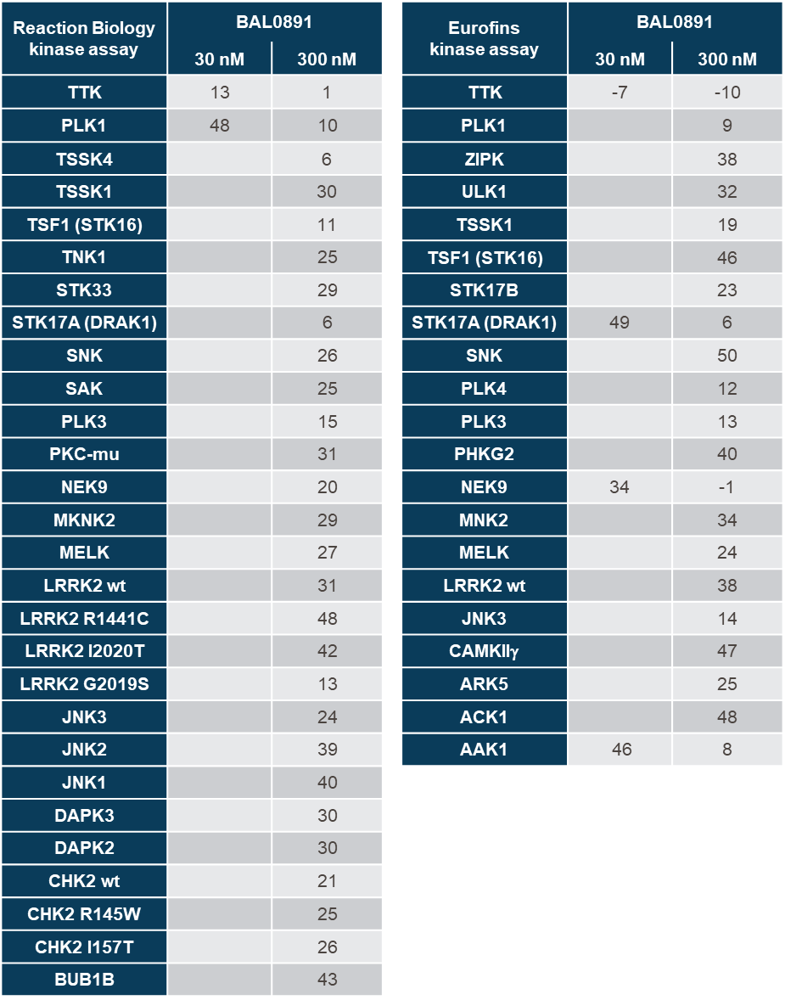 Reaction Biology kinase assay BAL0891
30 nM 300 nM
TTK 13 1
PLK1 48 10
TSSK4 6
TSSK1 30
TSF1 (STK16) 11
TNK1 25
STK33 29
STK17A (DRAK1) 6
SNK 26
SAK 25
PLK3 15
PKC-mu 31
NEK9 20
MKNK2 29
MELK 27
LRRK2 wt 31
LRRK2 R1441C 48
LRRK2 I2020T 42
LRRK2 G2019S 13
JNK3 24
JNK2 39
JNK1 40
DAPK3 30
DAPK2 30
CHK2 wt 21
CHK2 R145W 25
CHK2 I157T 26
BUB1B 43
Eurofins kinase assay BAL0891
30 nM 300 nM
TTK -7 -10
PLK1 9
ZIPK 38
ULK1 32
TSSK1 19
TSF1 (STK16) 46
STK17B 23
STK17A (DRAK1) 49 6
SNK 50
PLK4 12
PLK3 13
PHKG2 40
NEK9 34 -1
MNK2 34
MELK 24
LRRK2 wt 38
JNK3 14
CAMKIIγ 47
ARK5 25
ACK1 48
AAK1 46 8